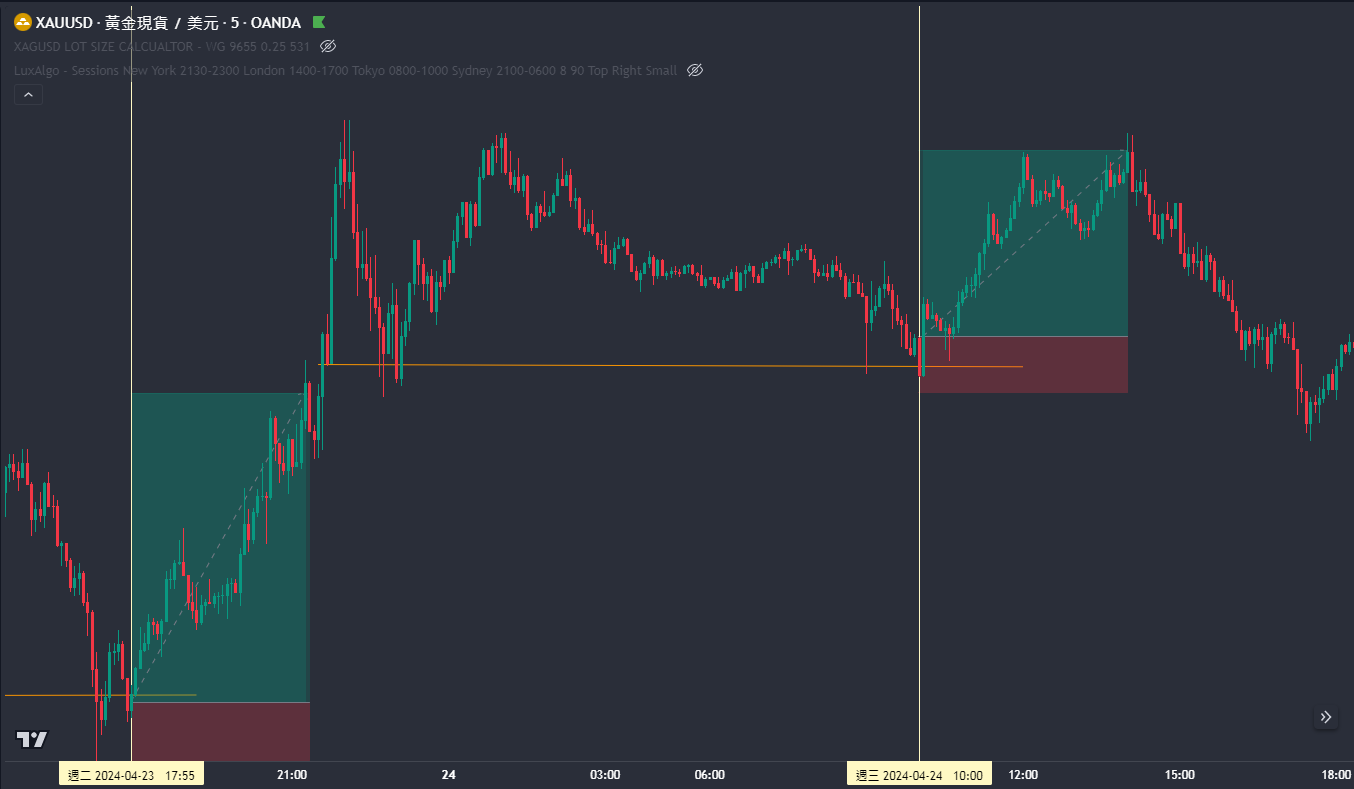 XAUUSD · 黃金現貨 / 美元 · 5 · OANDA
XAGUSD LOT SIZE CALCUALTOR - WG 9655 0.25 531
LuxAlgo - Sessions New York 2130-2300 London 1400-1700 Tokyo 0800-1000 Sydney 2100-0600 8 90 Top Right Small
週二 2024-04-23 17:55 21:00 24 03:00 06:00 週三 2024-04-24 10:00 12:00 15:00 18:00